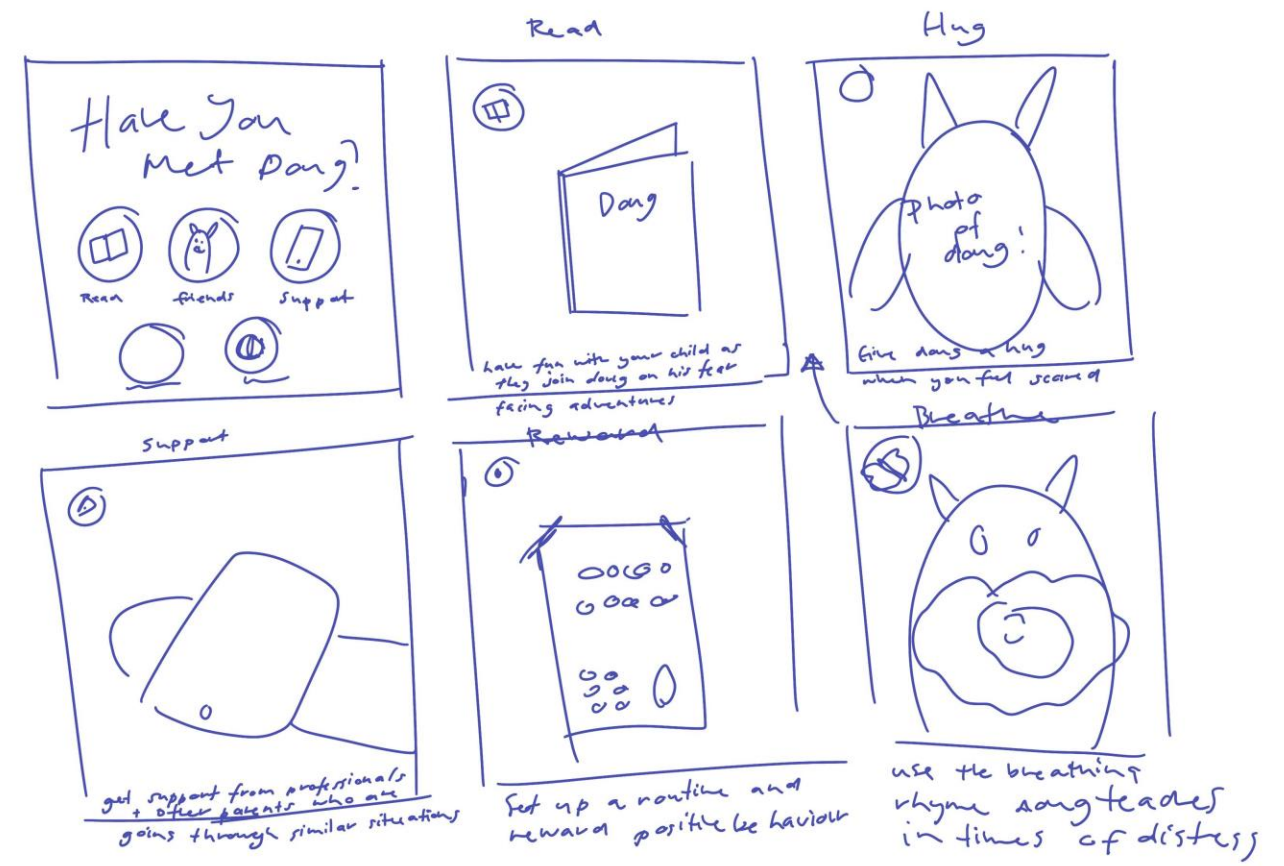 Have You
Met Doug?
Read
friends
Support
Read
Doug
have fun with your child as
they join doug on his fear
facing adventures
Hug
photo
of
doug!
Give doug a hug
when you feel scared
Support
get support from professionals
+ other parents who are
going through similar situations
Reward
Set up a routine and
reward positive behaviour
Breathe
use the breathing
rhyme doug teaches
in times of distress